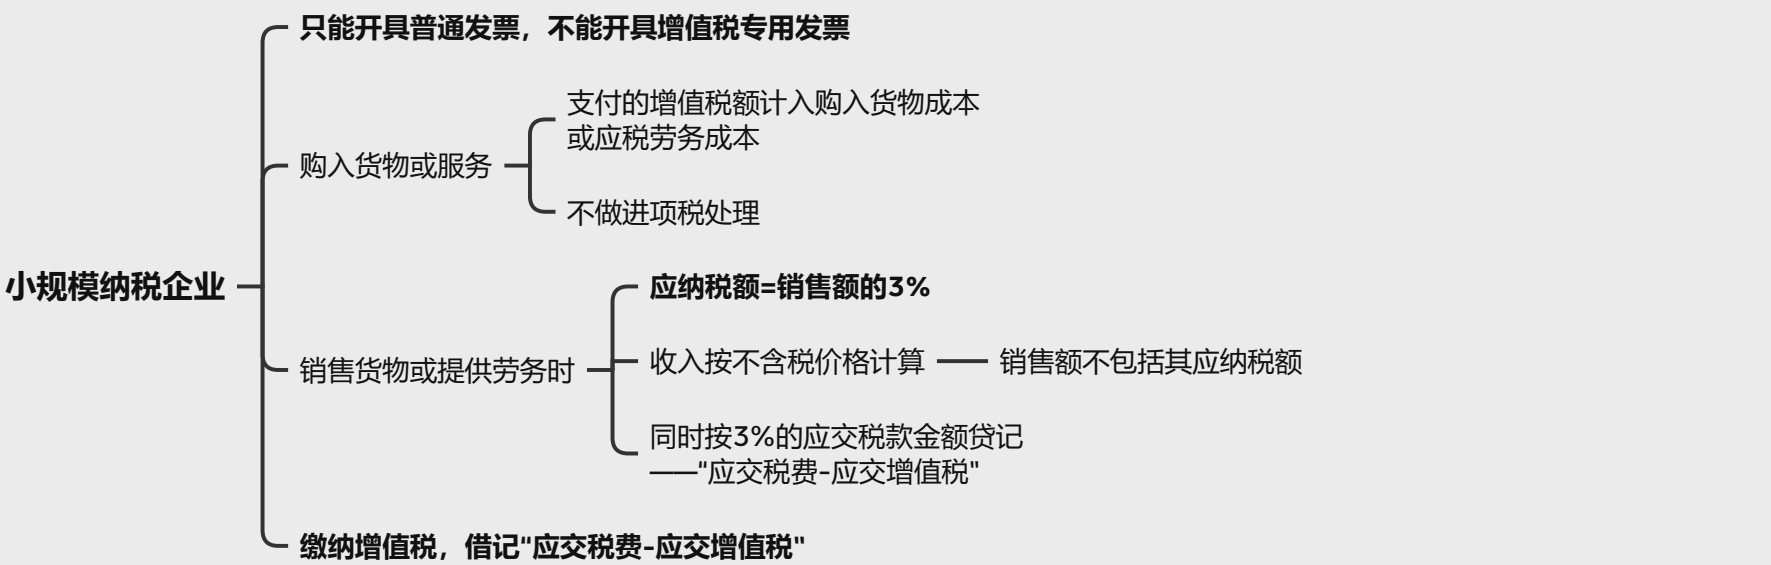 只能开具普通发票，不能开具增值税专用发票
支付的增值税额计入购入货物成本
或应税劳务成本
购入货物或服务
不做进项税处理
小规模纳税企业
应纳税额=销售额的3%
收入按不含税价格计算
销售额不包括其应纳税额
销售货物或提供劳务时
同时按3%的应交税款金额贷记
——"应交税费-应交增值税"
缴纳增值税，借记"应交税费-应交增值税"